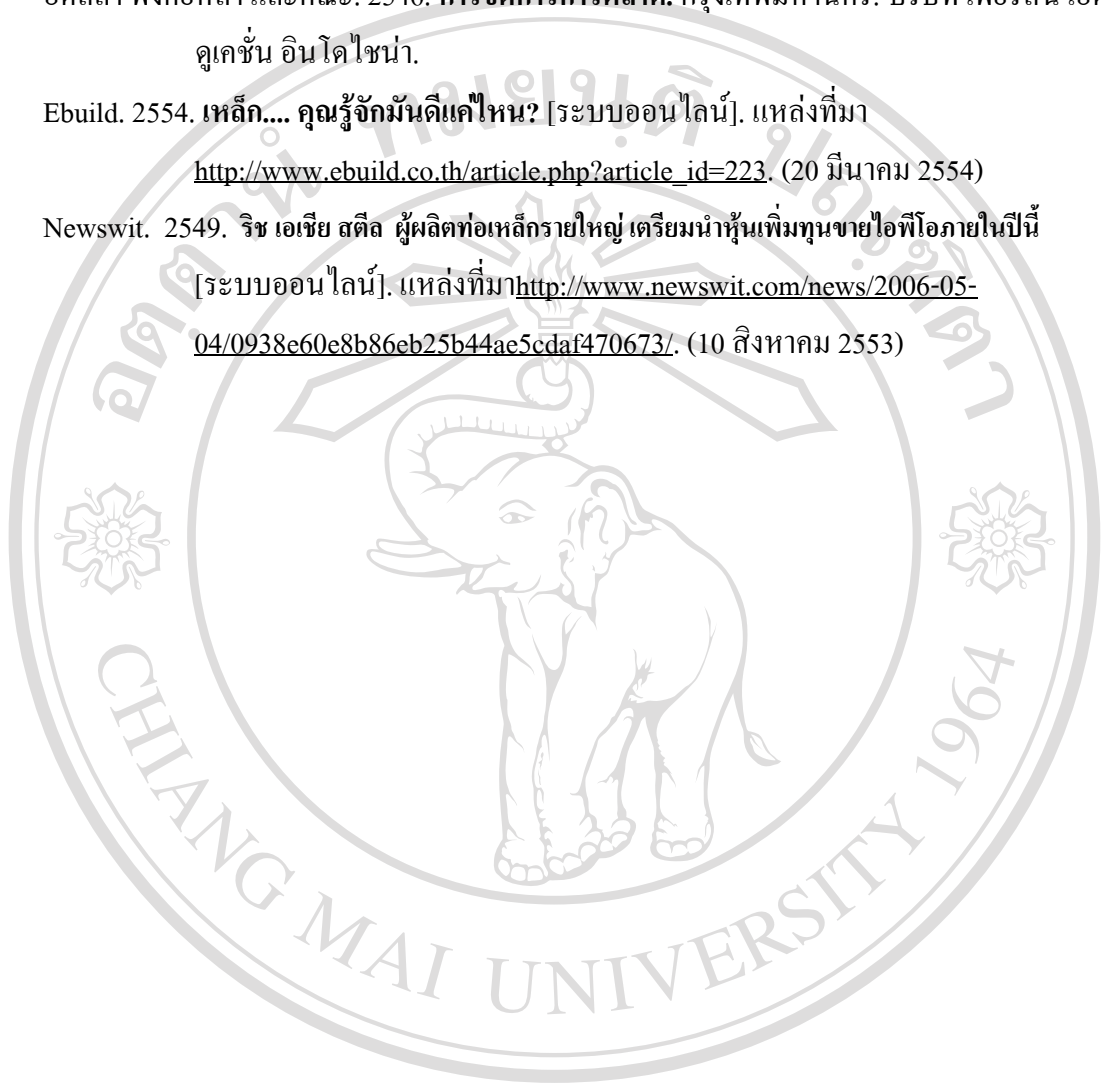 ดูเคชั่น อินโดไชน่า.
Ebuild. 2554. เหล็ก.... คุณรู้จักมันดีแค่ไหน? [ระบบออนไลน์]. แหล่งที่มา
http://www.ebuild.co.th/article.php?article_id=223. (20 มีนาคม 2554)
Newswit. 2549. ริช เอเชีย สตีล ผู้ผลิตท่อเหล็กรายใหญ่ เตรียมนำหุ้นเพิ่มทุนขายไอพีโอภายในปีนี้
[ระบบออนไลน์]. แหล่งที่มาhttp://www.newswit.com/news/2006-05-
04/0938e60e8b86eb25b44ae5cdaf470673/. (10 สิงหาคม 2553)
CHIANG MAI UNIVERSITY 1964